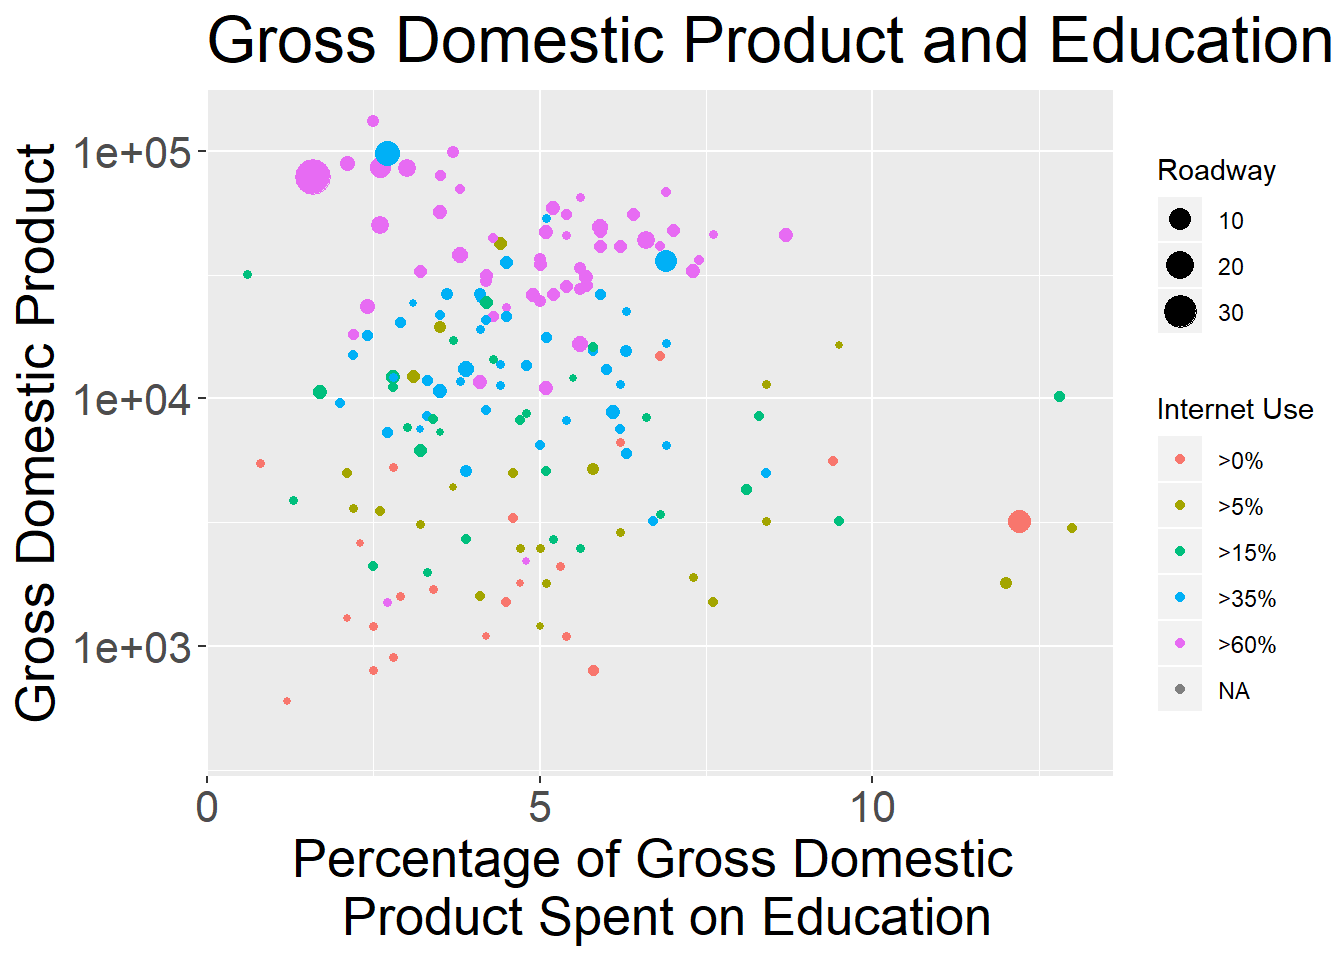 Gross Domestic Product and Education
Gross Domestic Product
1e+05
1e+04
1e+03
0
5
10
Percentage of Gross Domestic
Product Spent on Education
Roadway
10
20
30
Internet Use
>0%
>5%
>15%
>35%
>60%
NA